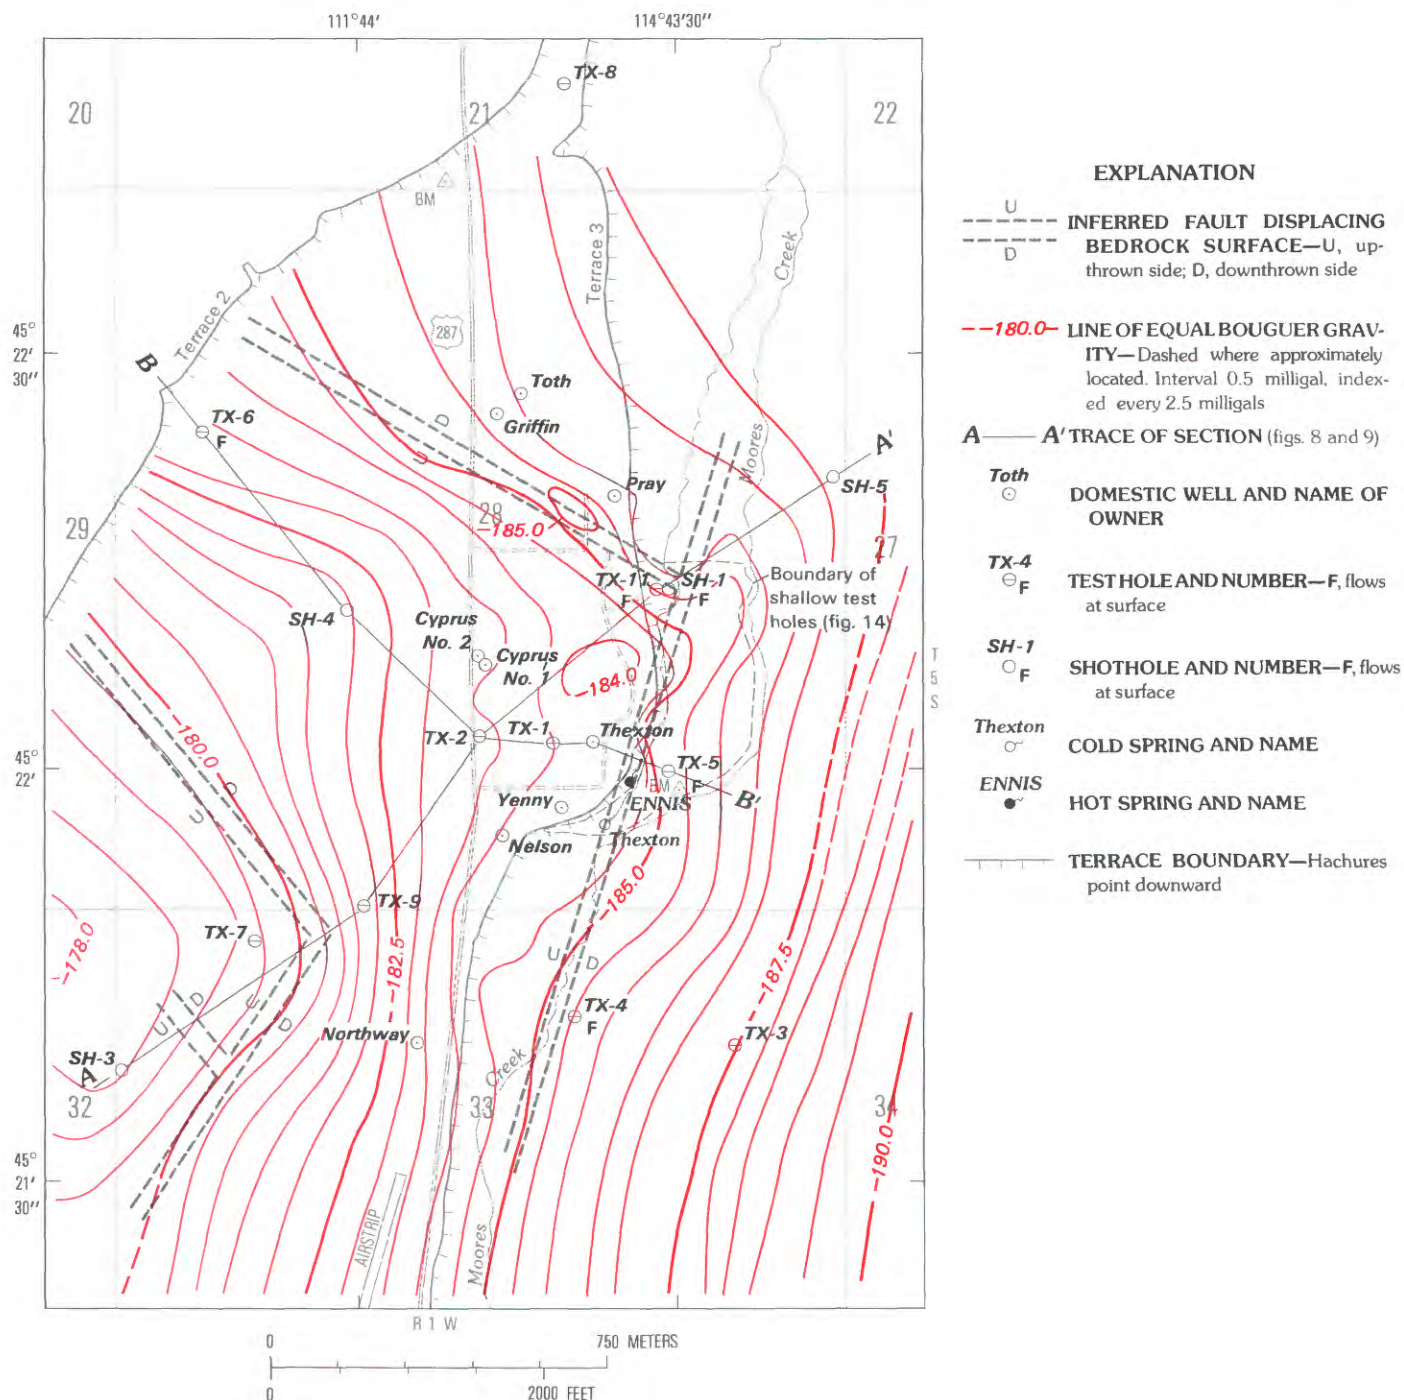 111°44′
114°43′30″
20
21
22
TX-8
BM
Creek
Terrace 3
Terrace 2
287
45°
22′
30″
B
Toth
D
Griffin
U
Moores
TX-6
F
A′
SH-5
Pray
28
29
27
-185.0
TX-11
SH-1
F
F
Boundary of
shallow test
holes (fig. 14)
SH-4
Cyprus
No. 2
Cyprus
No. 1
T
5
S
-184.0
-180.0
TX-2
TX-1
Thexton
45°
22′
D
TX-5
F
BM
U
Yenny
ENNIS
B′
Nelson
Thexton
-185.0
TX-9
TX-7
-178.0
-182.5
-187.5
U
D
D
U
U
D
TX-4
F
Northway
TX-3
SH-3
A
Creek
32
33
34
-190.0
45°
21′
30″
AIRSTRIP
Moores
R 1 W
0 750 METERS
0 2000 FEET
EXPLANATION
U
D
INFERRED FAULT DISPLACING
BEDROCK SURFACE—U, up-
thrown side; D, downthrown side
-180.0
LINE OF EQUAL BOUGUER GRAV-
ITY—Dashed where approximately
located. Interval 0.5 milligal, index-
ed every 2.5 milligals
A A′ TRACE OF SECTION (figs. 8 and 9)
Toth
DOMESTIC WELL AND NAME OF
OWNER
TX-4
F
TEST HOLE AND NUMBER—F, flows
at surface
SH-1
F
SHOTHOLE AND NUMBER—F, flows
at surface
Thexton
COLD SPRING AND NAME
ENNIS
HOT SPRING AND NAME
TERRACE BOUNDARY—Hachures
point downward